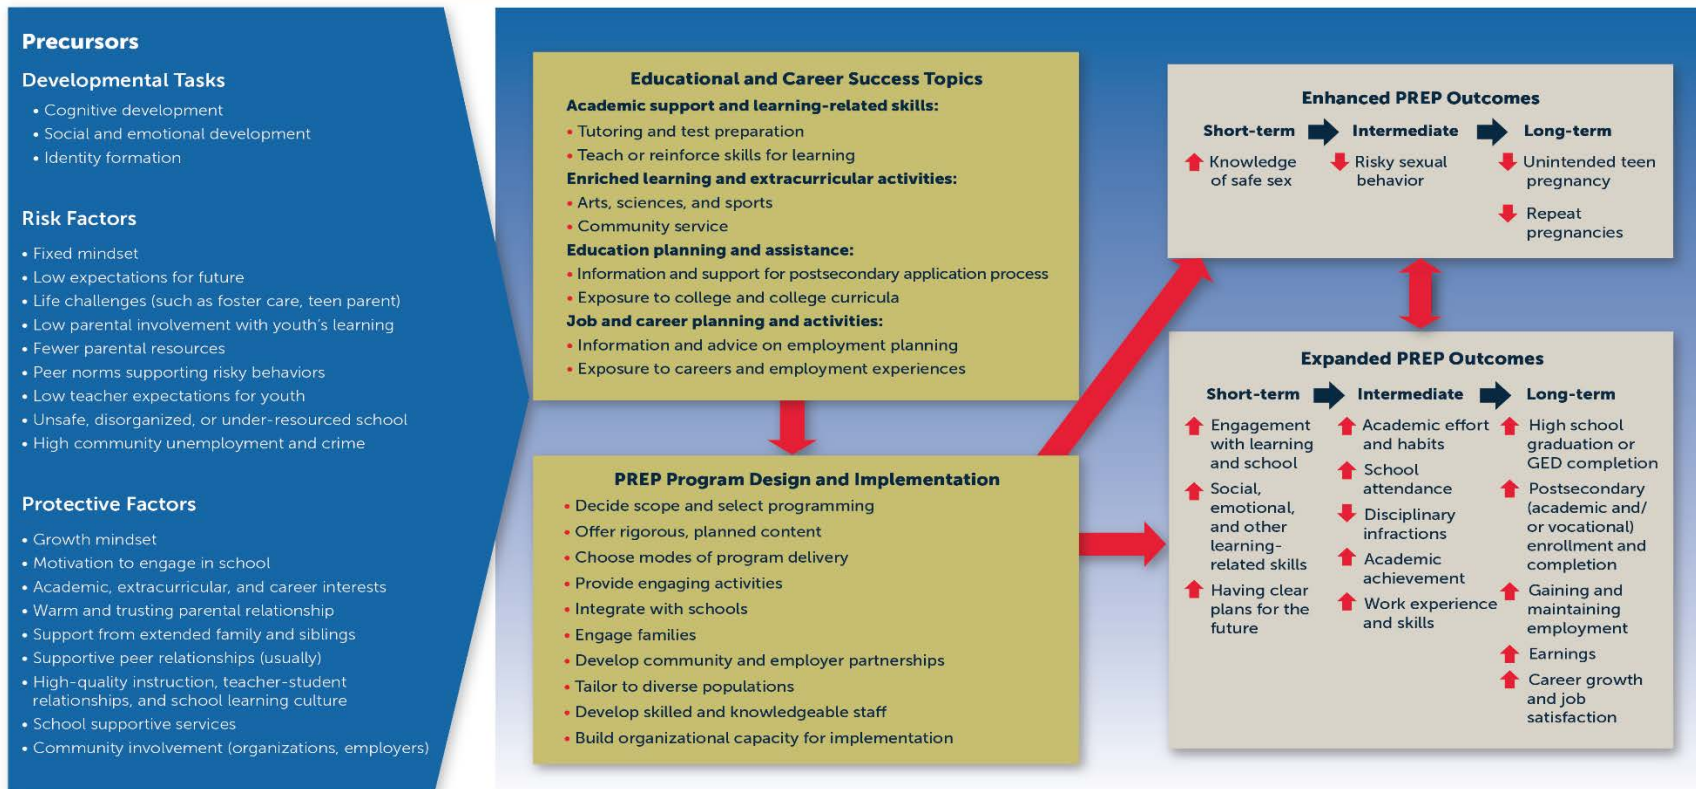 Precursors
Developmental Tasks
• Cognitive development
• Social and emotional development
• Identity formation
Risk Factors
• Fixed mindset
• Low expectations for future
• Life challenges (such as foster care, teen parent)
• Low parental involvement with youth's learning
• Fewer parental resources
• Peer norms supporting risky behaviors
• Low teacher expectations for youth
• Unsafe, disorganized, or under-resourced school
• High community unemployment and crime
Protective Factors
• Growth mindset
• Motivation to engage in school
• Academic, extracurricular, and career interests
• Warm and trusting parental relationship
• Support from extended family and siblings
• Supportive peer relationships (usually)
• High-quality instruction, teacher-student
relationships, and school learning culture
• School supportive services
• Community involvement (organizations, employers)
Educational and Career Success Topics
Academic support and learning-related skills:
• Tutoring and test preparation
• Teach or reinforce skills for learning
Enriched learning and extracurricular activities:
• Arts, sciences, and sports
• Community service
Education planning and assistance:
• Information and support for postsecondary application process
• Exposure to college and college curricula
Job and career planning and activities:
• Information and advice on employment planning
• Exposure to careers and employment experiences
PREP Program Design and Implementation
• Decide scope and select programming
• Offer rigorous, planned content
• Choose modes of program delivery
• Provide engaging activities
• Integrate with schools
• Engage families
• Develop community and employer partnerships
• Tailor to diverse populations
• Develop skilled and knowledgeable staff
• Build organizational capacity for implementation
Enhanced PREP Outcomes
Short-term
Knowledge
of safe sex
Intermediate
Risky sexual
behavior
Long-term
Unintended teen
pregnancy
Repeat
pregnancies
Expanded PREP Outcomes
Short-term
Engagement
with learning
and school
Social,
emotional,
and other
learning-
related skills
Having clear
plans for the
future
Intermediate
Academic effort
and habits
School
attendance
Disciplinary
infractions
Academic
achievement
Work experience
and skills
Long-term
High school
graduation or
GED completion
Postsecondary
(academic and/
or vocational)
enrollment and
completion
Gaining and
maintaining
employment
Earnings
Career growth
and job
satisfaction